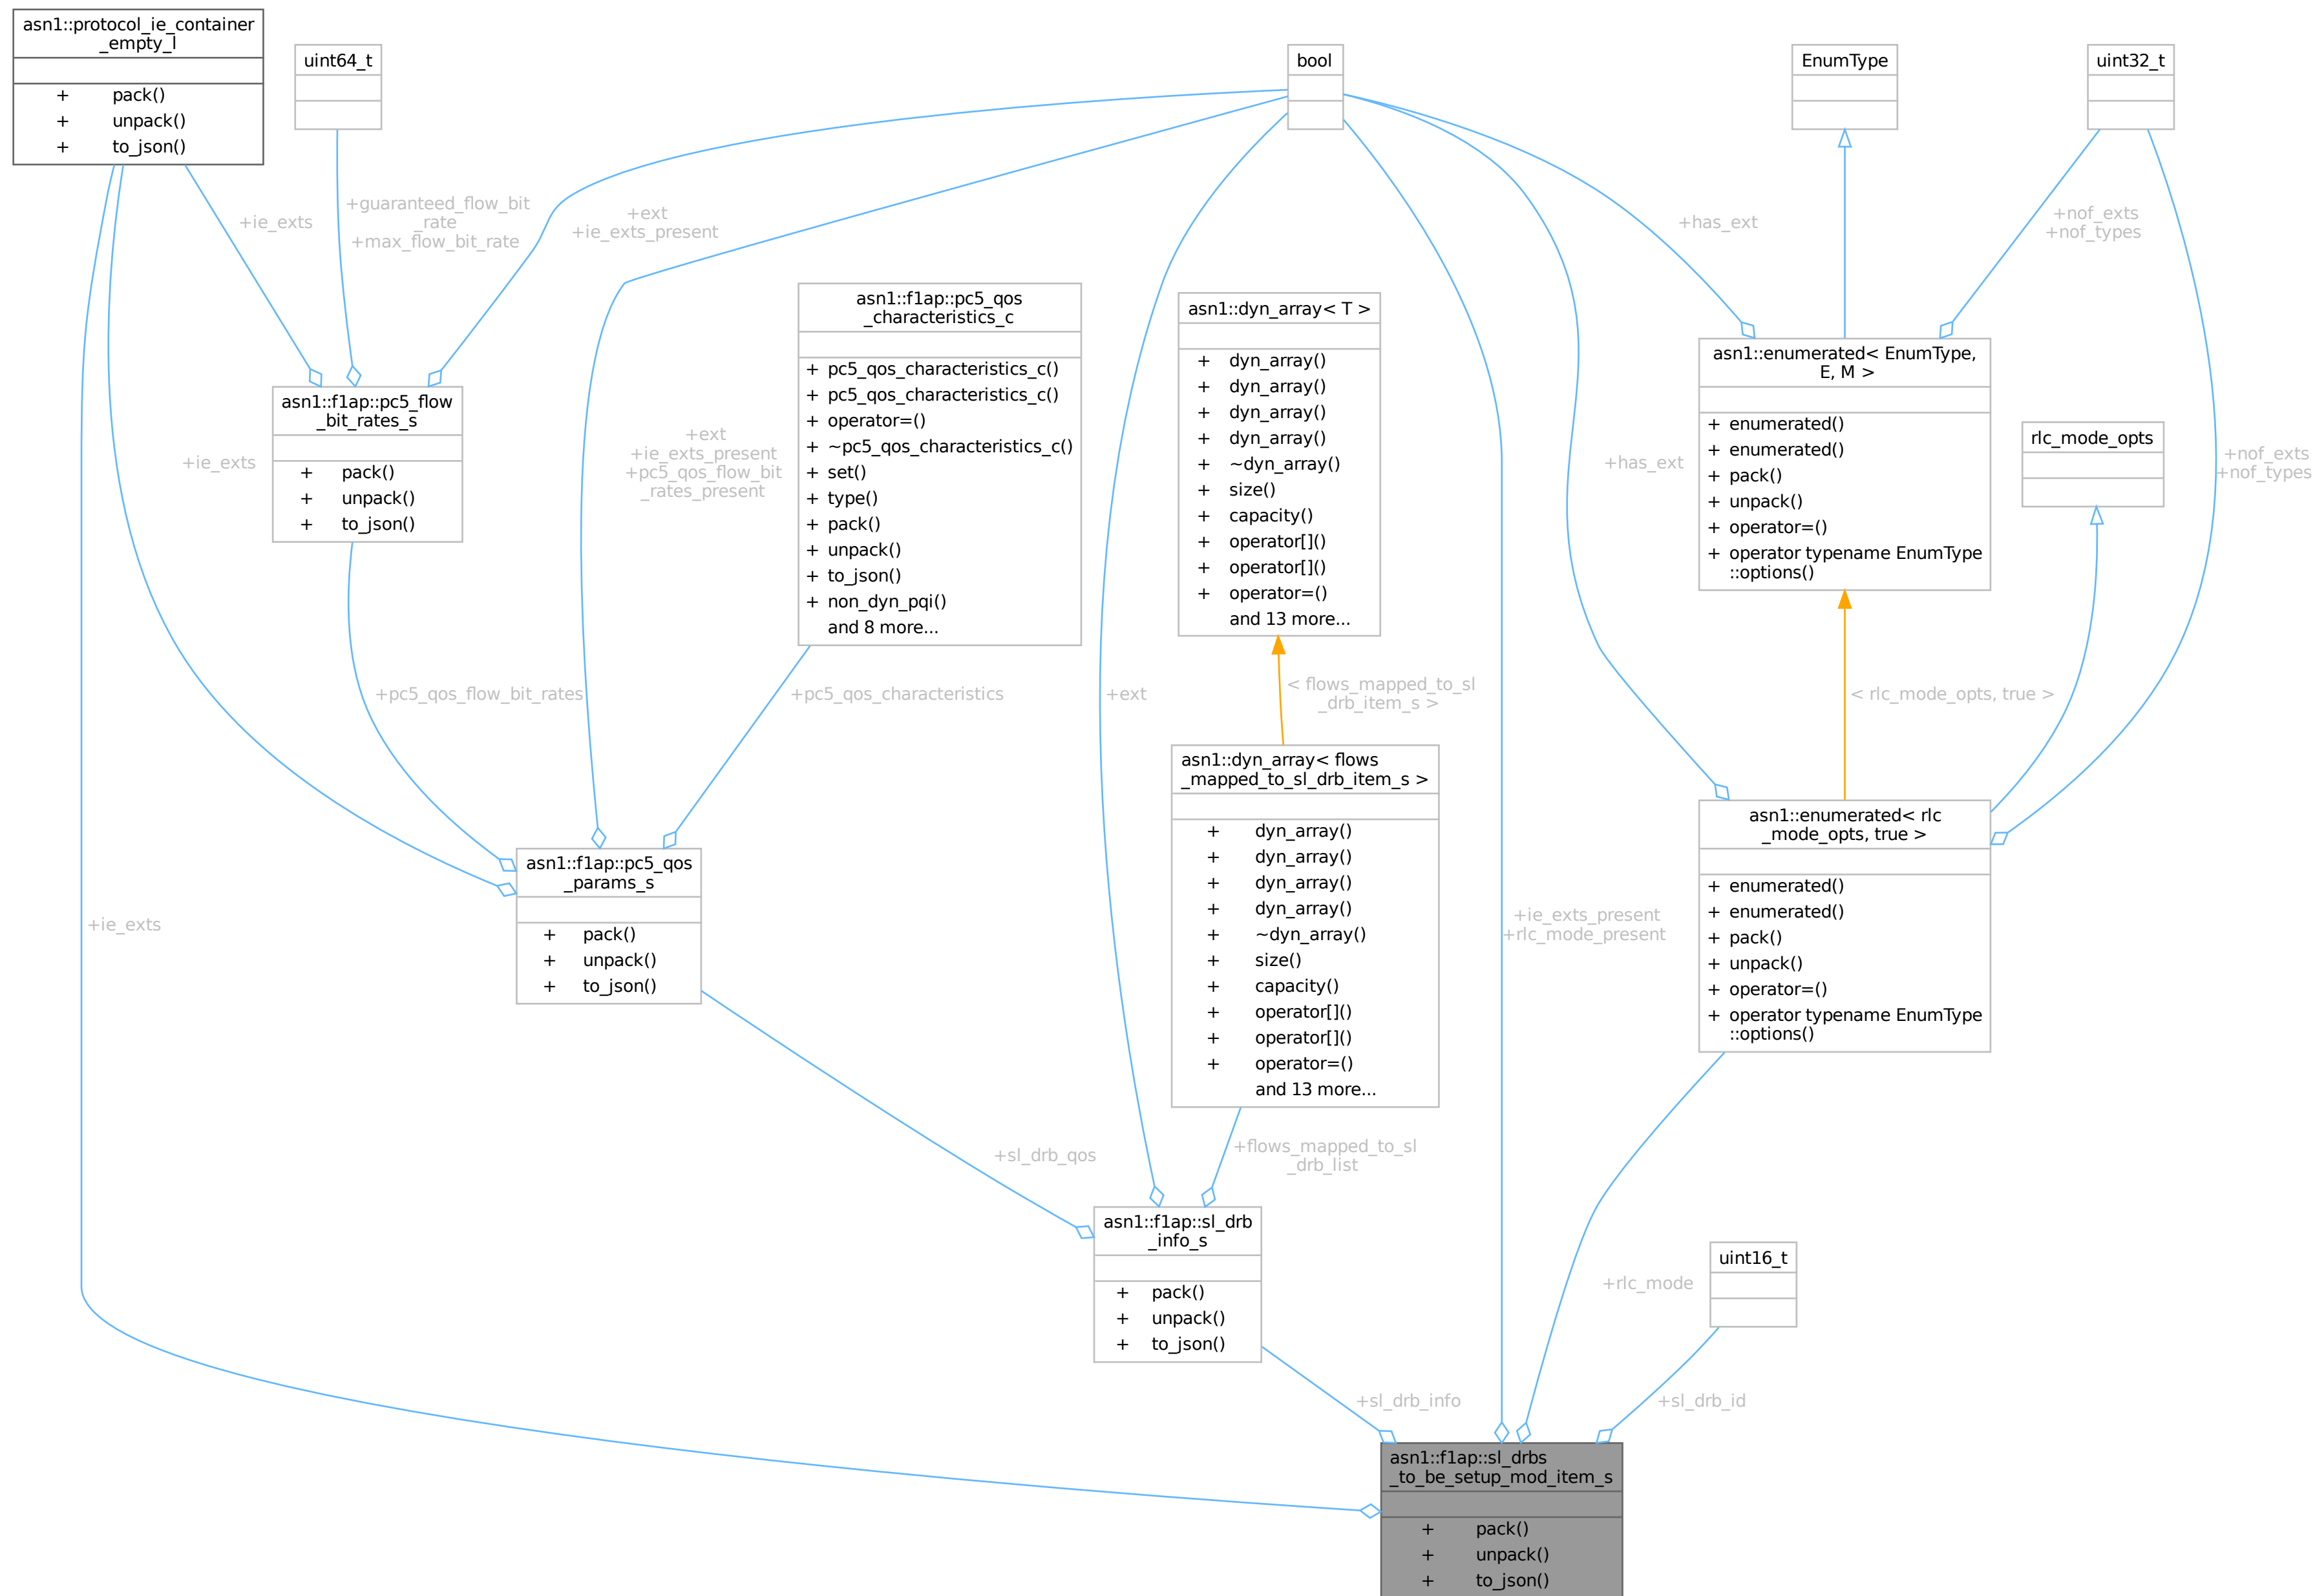 asn1::protocol_ie_container
_empty_l
+ pack()
+ unpack()
+ to_json()
uint64_t
bool
EnumType
uint32_t
+ie_exts
+guaranteed_flow_bit
_rate
+max_flow_bit_rate
+ext
+ie_exts_present
+has_ext
+nof_exts
+nof_types
asn1::f1ap::pc5_flow
_bit_rates_s
+ pack()
+ unpack()
+ to_json()
asn1::f1ap::pc5_qos
_characteristics_c
+ pc5_qos_characteristics_c()
+ pc5_qos_characteristics_c()
+ operator=()
+ ~pc5_qos_characteristics_c()
+ set()
+ type()
+ pack()
+ unpack()
+ to_json()
+ non_dyn_pqi()
and 8 more...
asn1::dyn_array< T >
+ dyn_array()
+ dyn_array()
+ dyn_array()
+ dyn_array()
+ ~dyn_array()
+ size()
+ capacity()
+ operator[]()
+ operator[]()
+ operator=()
and 13 more...
asn1::enumerated< EnumType,
E, M >
+ enumerated()
+ enumerated()
+ pack()
+ unpack()
+ operator=()
+ operator typename EnumType
::options()
rlc_mode_opts
+ie_exts
+ext
+ie_exts_present
+pc5_qos_flow_bit
_rates_present
+has_ext
+nof_exts
+nof_types
+pc5_qos_flow_bit_rates
+pc5_qos_characteristics
+ext
< flows_mapped_to_sl
_drb_item_s >
< rlc_mode_opts, true >
asn1::f1ap::pc5_qos
_params_s
+ pack()
+ unpack()
+ to_json()
asn1::dyn_array< flows
_mapped_to_sl_drb_item_s >
+ dyn_array()
+ dyn_array()
+ dyn_array()
+ dyn_array()
+ ~dyn_array()
+ size()
+ capacity()
+ operator[]()
+ operator[]()
+ operator=()
and 13 more...
asn1::enumerated< rlc
_mode_opts, true >
+ enumerated()
+ enumerated()
+ pack()
+ unpack()
+ operator=()
+ operator typename EnumType
::options()
+ie_exts
+ie_exts_present
+rlc_mode_present
+sl_drb_qos
+flows_mapped_to_sl
_drb_list
asn1::f1ap::sl_drb
_info_s
+ pack()
+ unpack()
+ to_json()
+rlc_mode
uint16_t
+sl_drb_info
+sl_drb_id
asn1::f1ap::sl_drbs
_to_be_setup_mod_item_s
+ pack()
+ unpack()
+ to_json()